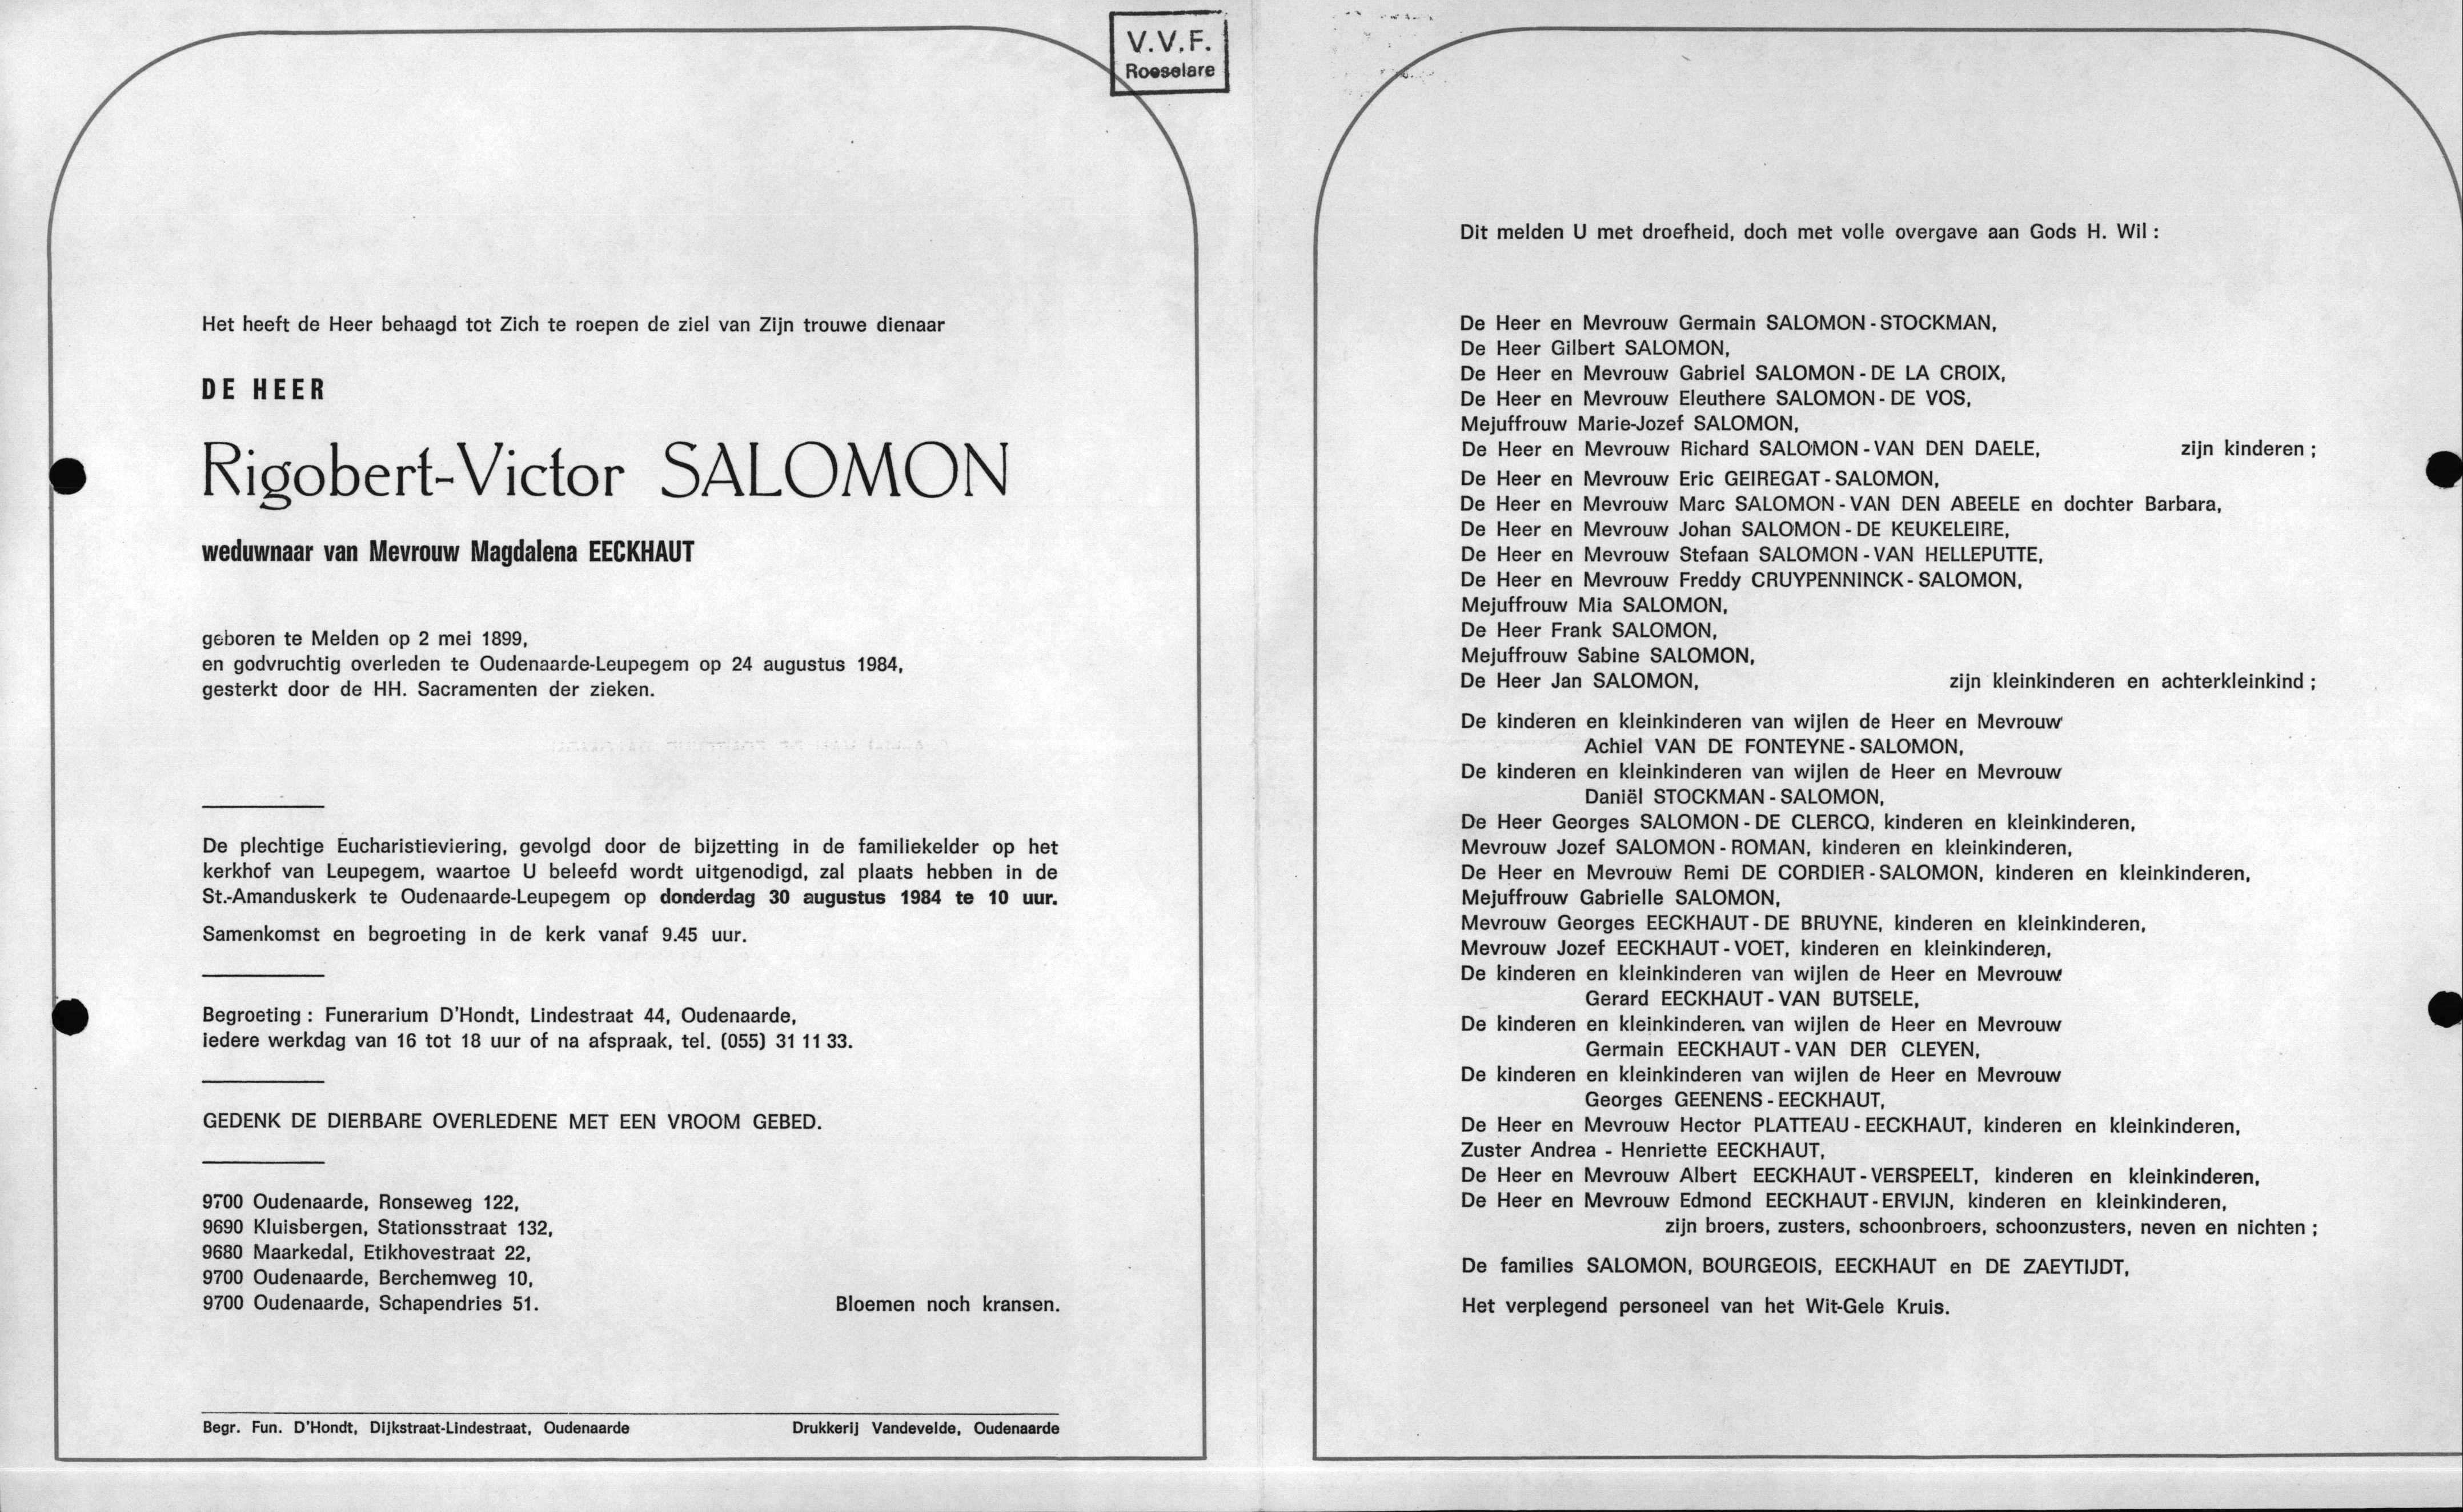 V.V.F.
Roeselare
Het heeft de Heer behaagd tot Zich te roepen de ziel van Zijn trouwe dienaar
DE HEER
Rigobert-Victor SALOMON
weduwnaar van Mevrouw Magdalena EECKHAUT
geboren te Melden op 2 mei 1899,
en godvruchtig overleden te Oudenaarde-Leupegem op 24 augustus 1984,
gesterkt door de HH. Sacramenten der zieken.
De plechtige Eucharistieviering, gevolgd door de bijzetting in de familiekelder op het
kerkhof van Leupegem, waartoe U beleefd wordt uitgenodigd, zal plaats hebben in de
St.-Amanduskerk te Oudenaarde-Leupegem op donderdag 30 augustus 1984 te 10 uur.
Samenkomst en begroeting in de kerk vanaf 9.45 uur.
Begroeting : Funerarium D'Hondt, Lindestraat 44, Oudenaarde,
iedere werkdag van 16 tot 18 uur of na afspraak, tel. (055) 31 11 33.
GEDENK DE DIERBARE OVERLEDENE MET EEN VROOM GEBED.
9700 Oudenaarde, Ronseweg 122,
9690 Kluisbergen, Stationsstraat 132,
9680 Maarkedal, Etikhovestraat 22,
9700 Oudenaarde, Berchemweg 10,
9700 Oudenaarde, Schapendries 51. Bloemen noch kransen.
Begr. Fun. D'Hondt, Dijkstraat-Lindestraat, Oudenaarde Drukkerij Vandevelde, Oudenaarde
Dit melden U met droefheid, doch met volle overgave aan Gods H. Wil :
De Heer en Mevrouw Germain SALOMON - STOCKMAN,
De Heer Gilbert SALOMON,
De Heer en Mevrouw Gabriel SALOMON - DE LA CROIX,
De Heer en Mevrouw Eleuthere SALOMON - DE VOS,
Mejuffrouw Marie-Jozef SALOMON,
De Heer en Mevrouw Richard SALOMON - VAN DEN DAELE, zijn kinderen ;
De Heer en Mevrouw Eric GEIREGAT - SALOMON,
De Heer en Mevrouw Marc SALOMON - VAN DEN ABEELE en dochter Barbara,
De Heer en Mevrouw Johan SALOMON - DE KEUKELEIRE,
De Heer en Mevrouw Stefaan SALOMON - VAN HELLEPUTTE,
De Heer en Mevrouw Freddy CRUYPENNINCK - SALOMON,
Mejuffrouw Mia SALOMON,
De Heer Frank SALOMON,
Mejuffrouw Sabine SALOMON,
De Heer Jan SALOMON, zijn kleinkinderen en achterkleinkind ;
De kinderen en kleinkinderen van wijlen de Heer en Mevrouw
Achiel VAN DE FONTEYNE - SALOMON,
De kinderen en kleinkinderen van wijlen de Heer en Mevrouw
Daniël STOCKMAN - SALOMON,
De Heer Georges SALOMON - DE CLERCQ, kinderen en kleinkinderen,
Mevrouw Jozef SALOMON - ROMAN, kinderen en kleinkinderen,
De Heer en Mevrouw Remi DE CORDIER - SALOMON, kinderen en kleinkinderen,
Mejuffrouw Gabrielle SALOMON,
Mevrouw Georges EECKHAUT - DE BRUYNE, kinderen en kleinkinderen,
Mevrouw Jozef EECKHAUT - VOET, kinderen en kleinkinderen,
De kinderen en kleinkinderen van wijlen de Heer en Mevrouw
Gerard EECKHAUT - VAN BUTSELE,
De kinderen en kleinkinderen van wijlen de Heer en Mevrouw
Germain EECKHAUT - VAN DER CLEYEN,
De kinderen en kleinkinderen van wijlen de Heer en Mevrouw
Georges GEENENS - EECKHAUT,
De Heer en Mevrouw Hector PLATTEAU - EECKHAUT, kinderen en kleinkinderen,
Zuster Andrea - Henriette EECKHAUT,
De Heer en Mevrouw Albert EECKHAUT - VERSPEELT, kinderen en kleinkinderen,
De Heer en Mevrouw Edmond EECKHAUT - ERVIJN, kinderen en kleinkinderen,
zijn broers, zusters, schoonbroers, schoonzusters, neven en nichten ;
De families SALOMON, BOURGEOIS, EECKHAUT en DE ZAEYTIJDT,
Het verplegend personeel van het Wit-Gele Kruis.